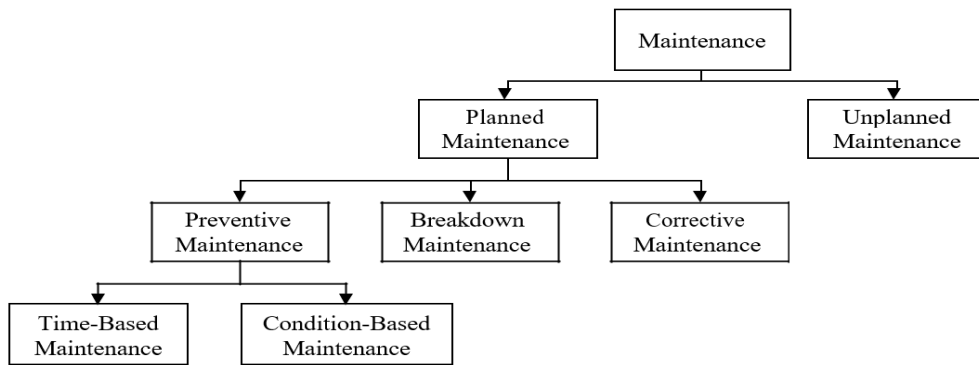 Maintenance
Planned
Maintenance
Unplanned
Maintenance
Preventive
Maintenance
Breakdown
Maintenance
Corrective
Maintenance
Time-Based
Maintenance
Condition-Based
Maintenance